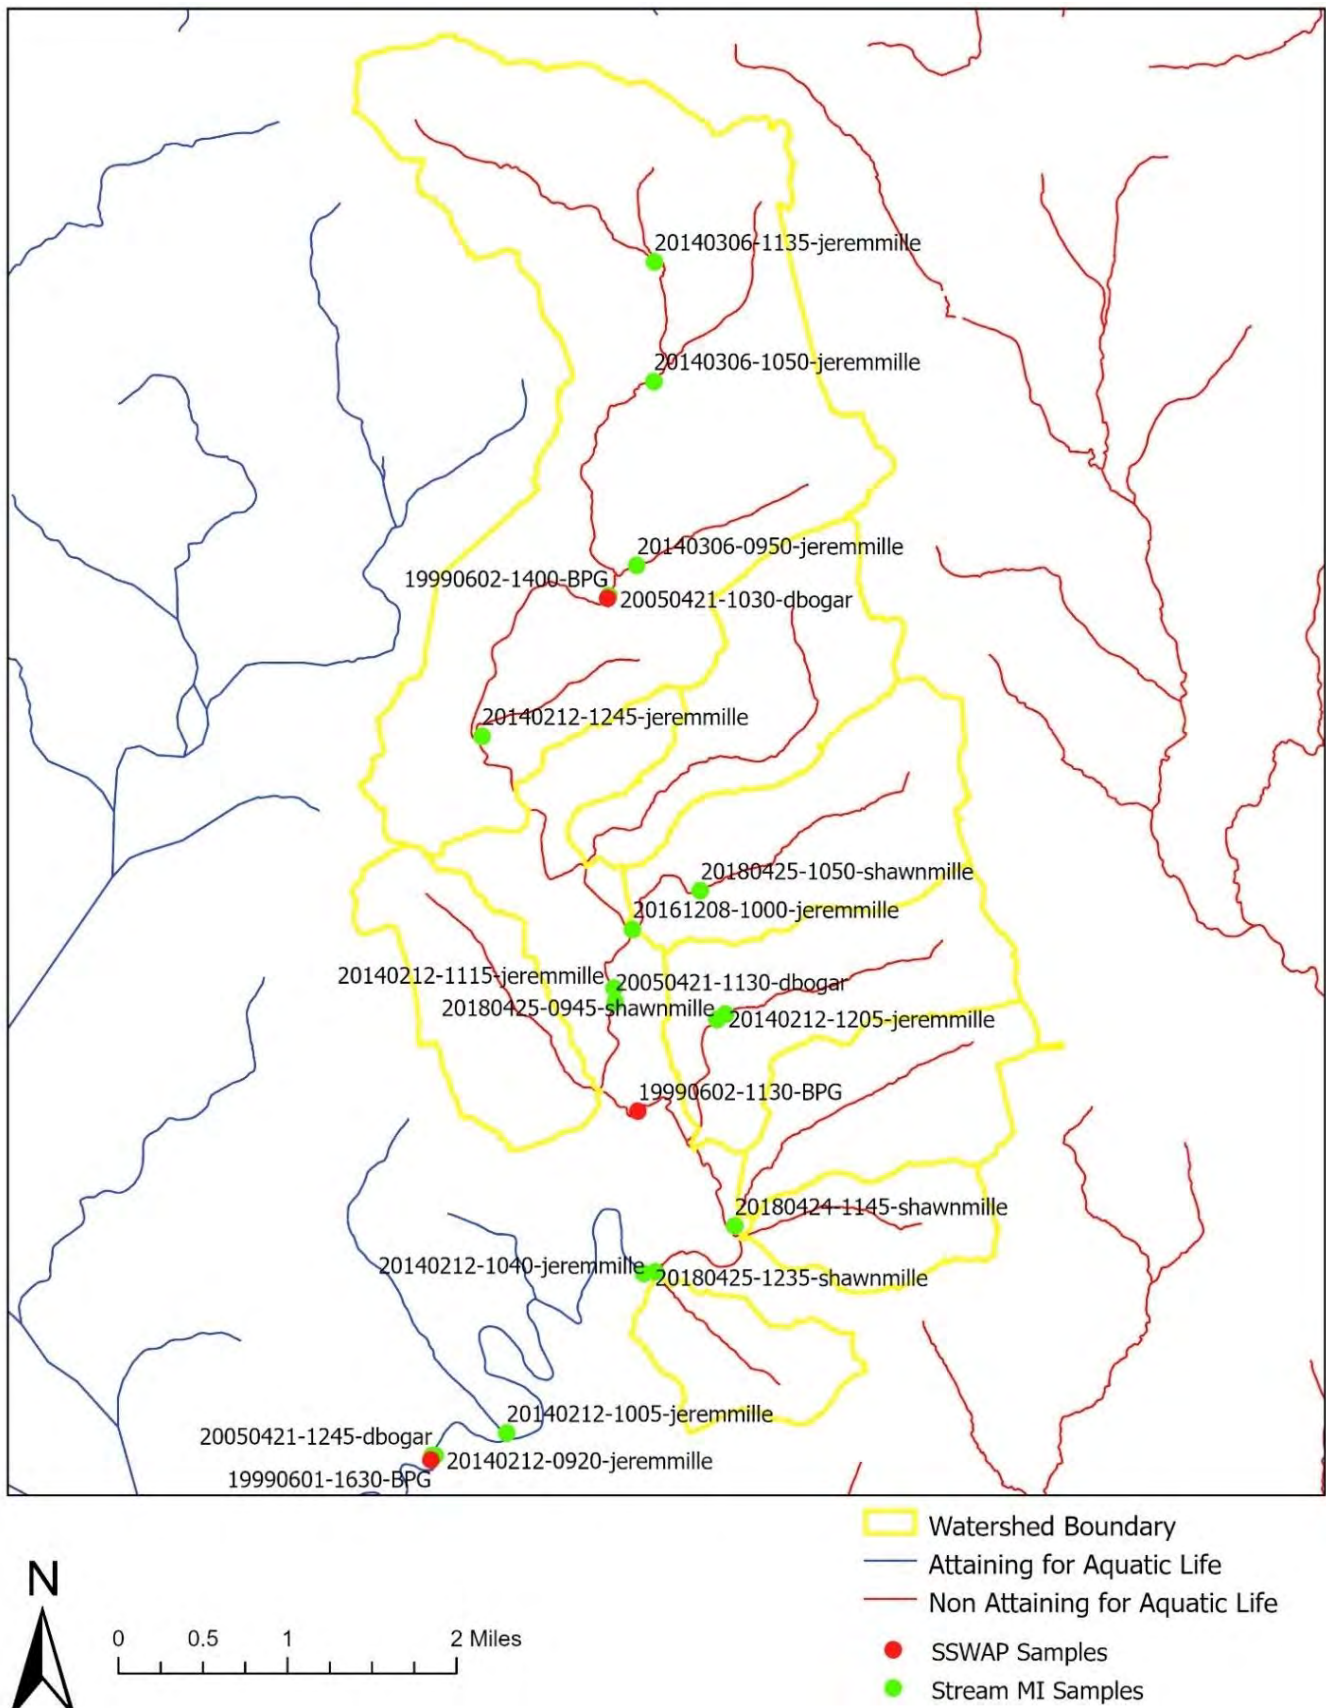 20140306-1135-jeremmille
20140306-1050-jeremmille
20140306-0950-jeremmille
19990602-1400-BPG
20050421-1030-dbogar
20140212-1245-jeremmille
20180425-1050-shawnmille
20161208-1000-jeremmille
20140212-1115-jeremmille
20050421-1130-dbogar
20180425-0945-shawnmille
20140212-1205-jeremmille
19990602-1130-BPG
20180424-1145-shawnmille
20140212-1040-jeremmille
20180425-1235-shawnmille
20140212-1005-jeremmille
20050421-1245-dbogar
20140212-0920-jeremmille
19990601-1630-BPG
Watershed Boundary
Attaining for Aquatic Life
Non Attaining for Aquatic Life
SSWAP Samples
Stream MI Samples
N
0 0.5 1 2 Miles